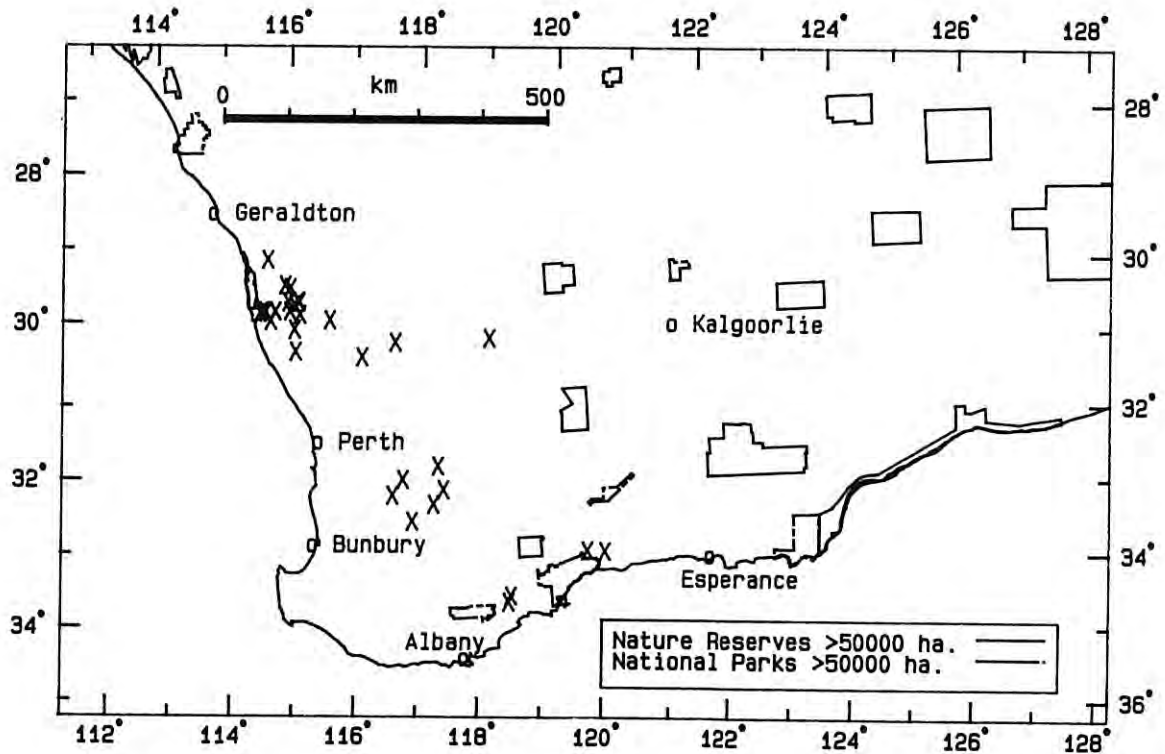 114° 116° 118° 120° 122° 124° 126° 128°
km
0 500
28°
28°
Geraldton
30°
30°
Kalgoorlie
32°
Perth
32°
Bunbury
34°
Esperance
34°
Albany
Nature Reserves >50000 ha.
National Parks >50000 ha.
36°
112° 114° 116° 118° 120° 122° 124° 126° 128°